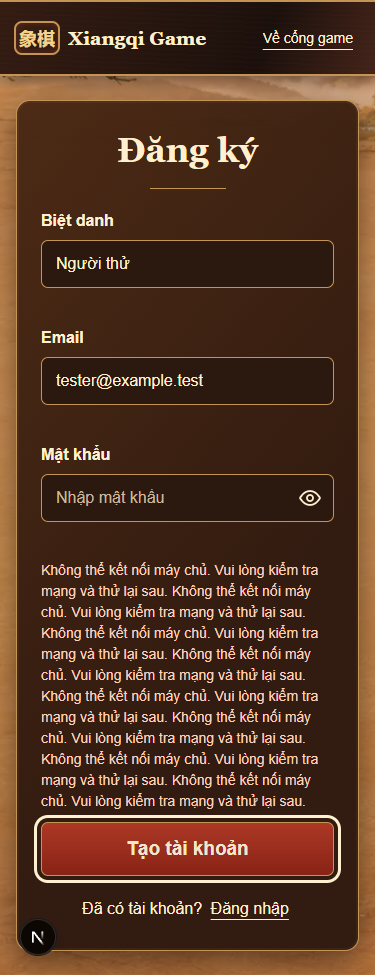 象棋 Xiangqi Game Về cổng game
Đăng ký
Biệt danh
Người thử
Email
tester@example.test
Mật khẩu
Nhập mật khẩu
Không thể kết nối máy chủ. Vui lòng kiểm tra
mạng và thử lại sau. Không thể kết nối máy
chủ. Vui lòng kiểm tra mạng và thử lại sau.
Không thể kết nối máy chủ. Vui lòng kiểm tra
mạng và thử lại sau. Không thể kết nối máy
chủ. Vui lòng kiểm tra mạng và thử lại sau.
Không thể kết nối máy chủ. Vui lòng kiểm tra
mạng và thử lại sau. Không thể kết nối máy
chủ. Vui lòng kiểm tra mạng và thử lại sau.
Không thể kết nối máy chủ. Vui lòng kiểm tra
mạng và thử lại sau. Không thể kết nối máy
chủ. Vui lòng kiểm tra mạng và thử lại sau.
Tạo tài khoản
Đã có tài khoản? Đăng nhập
N